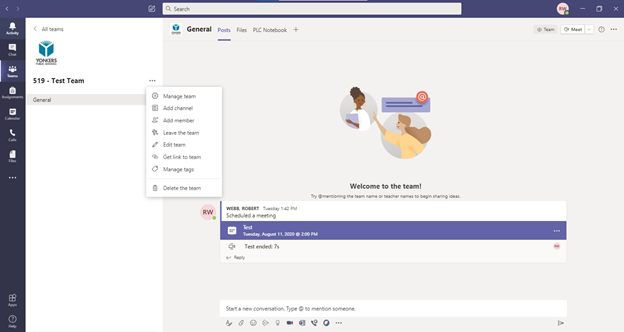 Search
RW
Activity
Chat
Teams
Assignments
Calendar
Calls
Files
Apps
Help
All teams
YONKERS
PUBLIC SCHOOLS
519 - Test Team
General
Manage team
Add channel
Add member
Leave the team
Edit team
Get link to team
Manage tags
Delete the team
General Posts Files PLC Notebook
Team
Meet
@
Welcome to the team!
Try @mentioning the team name or teacher names to begin sharing ideas.
RW
WEBB, ROBERT Tuesday 1:42 PM
Scheduled a meeting
Test
Tuesday, August 11, 2020 @ 2:00 PM
Test ended: 7s
RW
Reply
Start a new conversation. Type @ to mention someone.